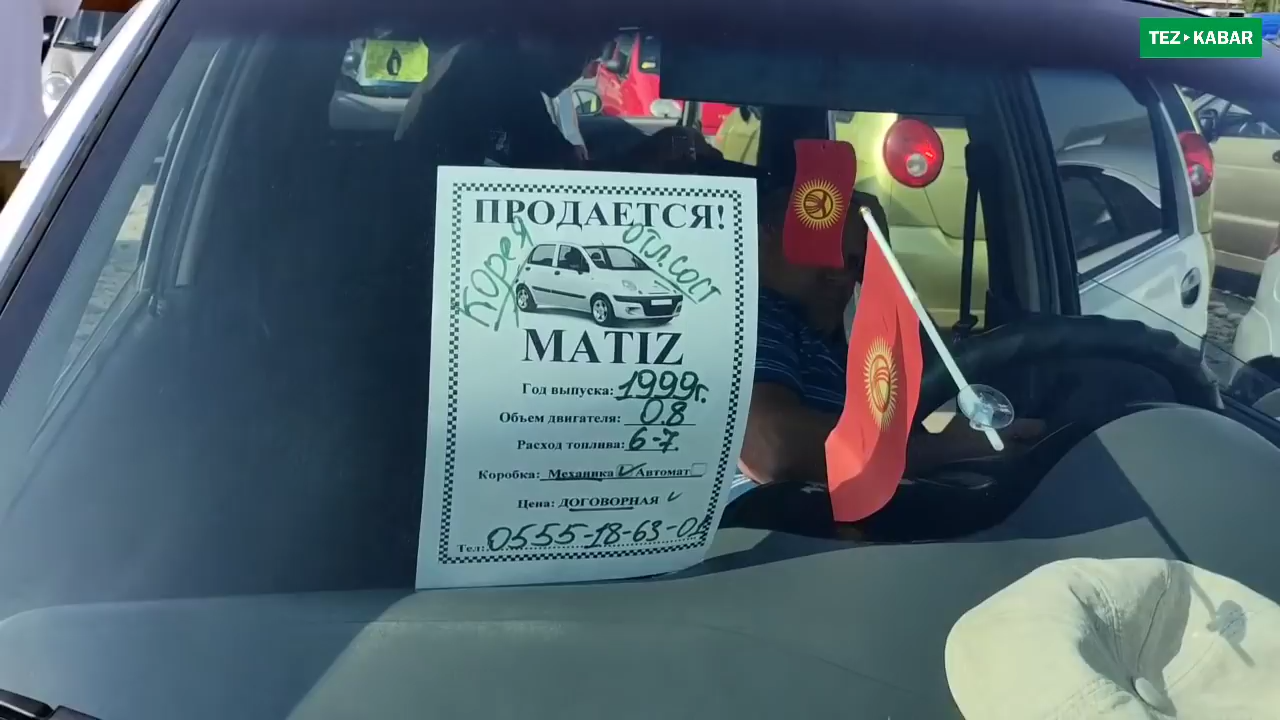 TEZ KABAR
ПРОДАЕТСЯ!
Корея
ОТЛ.СОСТ
MATIZ
Год выпуска: 1999г.
Объем двигателя: 0.8
Расход топлива: 6-7
Коробка: Механика Автомат
Цена: ДОГОВОРНАЯ
Тел.: 0555-18-63-01